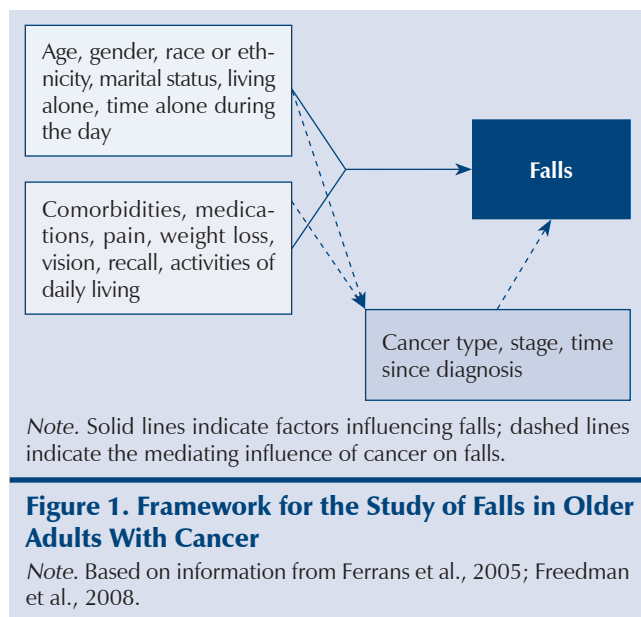 Age, gender, race or eth-
nicity, marital status, living
alone, time alone during
the day
Falls
Comorbidities, medica-
tions, pain, weight loss,
vision, recall, activities of
daily living
Cancer type, stage, time
since diagnosis
Note. Solid lines indicate factors influencing falls; dashed lines
indicate the mediating influence of cancer on falls.
Figure 1. Framework for the Study of Falls in Older
Adults With Cancer
Note. Based on information from Ferrans et al., 2005; Freedman
et al., 2008.